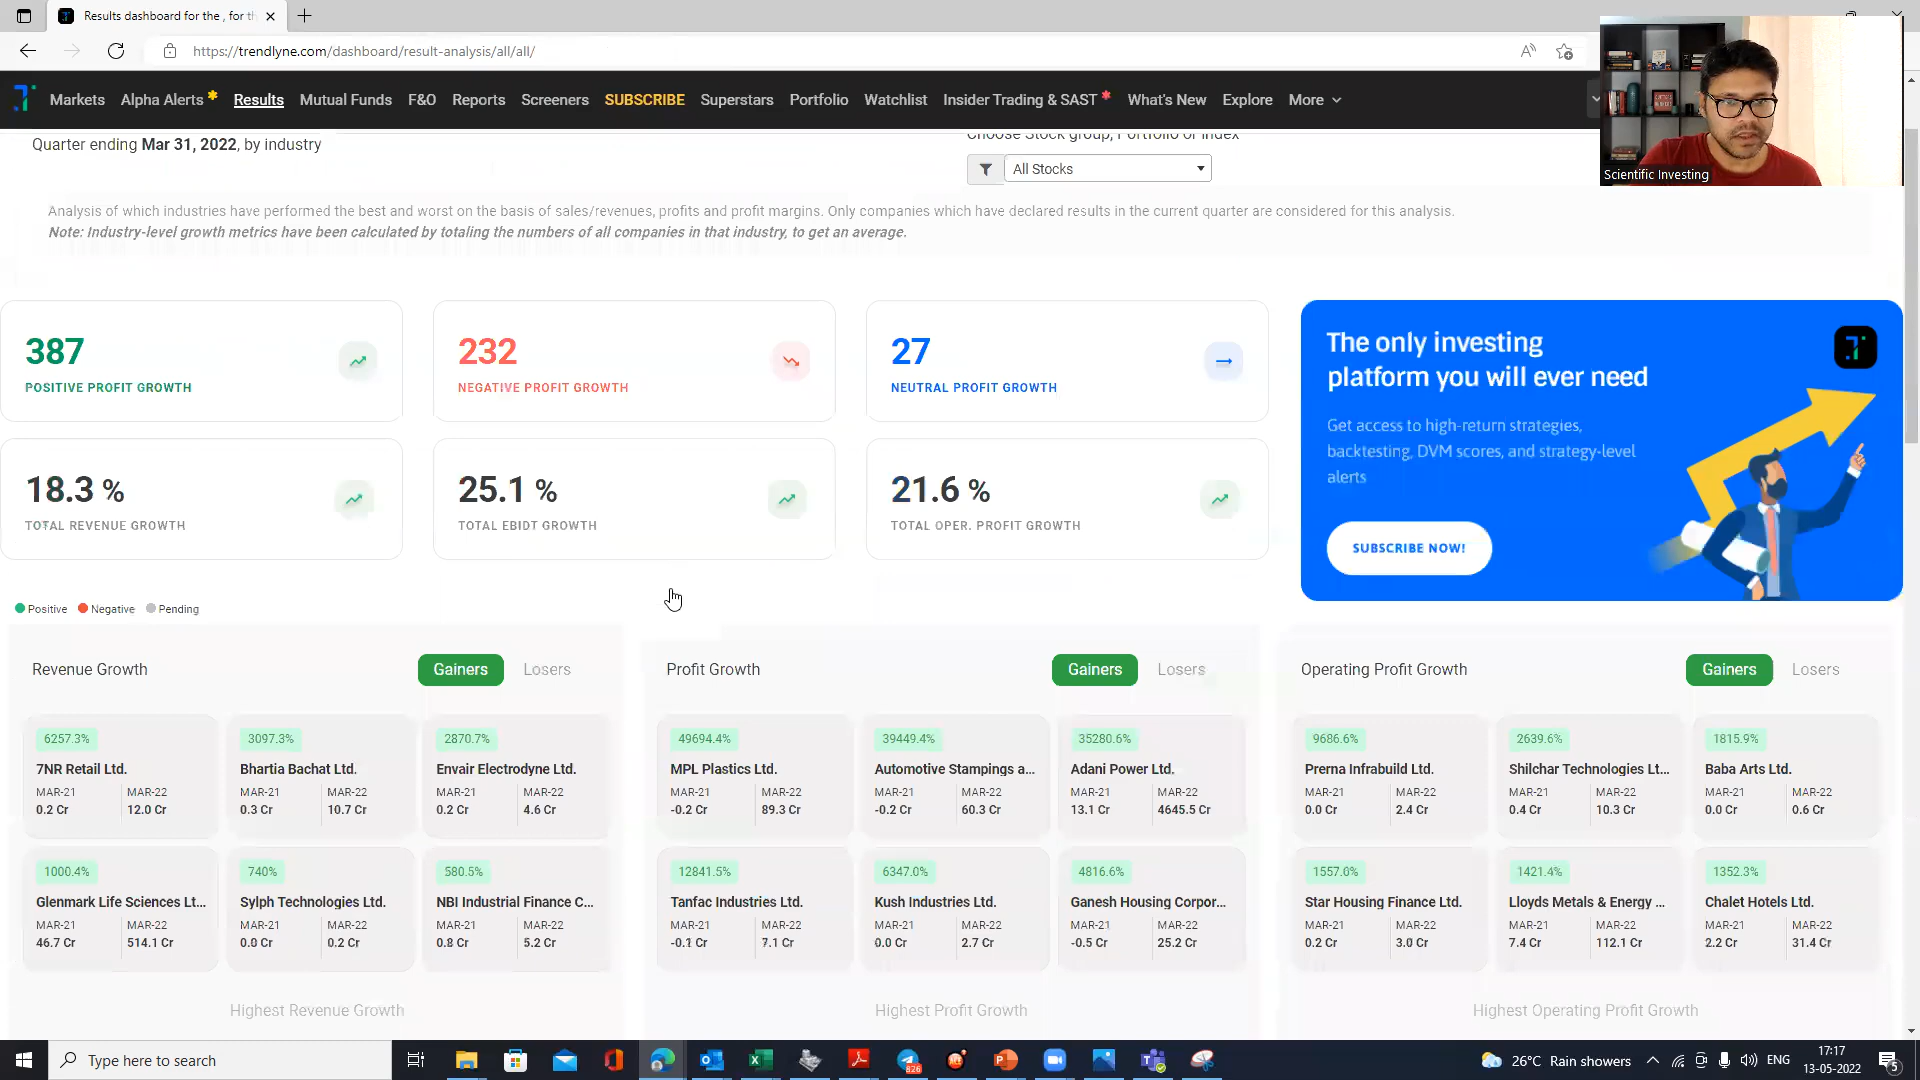 Results dashboard for the , for th
https://trendlyne.com/dashboard/result-analysis/all/all/
Markets Alpha Alerts Results Mutual Funds F&O Reports Screeners SUBSCRIBE Superstars Portfolio Watchlist Insider Trading & SAST What's New Explore More
Scientific Investing
Quarter ending Mar 31, 2022, by industry
Choose Stock group, Portfolio or Index
All Stocks
Analysis of which industries have performed the best and worst on the basis of sales/revenues, profits and profit margins. Only companies which have declared results in the current quarter are considered for this analysis.
Note: Industry-level growth metrics have been calculated by totaling the numbers of all companies in that industry, to get an average.
387
POSITIVE PROFIT GROWTH
232
NEGATIVE PROFIT GROWTH
27
NEUTRAL PROFIT GROWTH
18.3 %
TOTAL REVENUE GROWTH
25.1 %
TOTAL EBIDT GROWTH
21.6 %
TOTAL OPER. PROFIT GROWTH
The only investing
platform you will ever need
Get access to high-return strategies,
backtesting, DVM scores, and strategy-level
alerts
SUBSCRIBE NOW!
Positive Negative Pending
Revenue Growth Gainers Losers
6257.3%
7NR Retail Ltd.
MAR-21 MAR-22
0.2 Cr 12.0 Cr
3097.3%
Bhartia Bachat Ltd.
MAR-21 MAR-22
0.3 Cr 10.7 Cr
2870.7%
Envair Electrodyne Ltd.
MAR-21 MAR-22
0.2 Cr 4.6 Cr
1000.4%
Glenmark Life Sciences Lt...
MAR-21 MAR-22
46.7 Cr 514.1 Cr
740%
Sylph Technologies Ltd.
MAR-21 MAR-22
0.0 Cr 0.2 Cr
580.5%
NBI Industrial Finance C...
MAR-21 MAR-22
0.8 Cr 5.2 Cr
Highest Revenue Growth
Profit Growth Gainers Losers
49694.4%
MPL Plastics Ltd.
MAR-21 MAR-22
-0.2 Cr 89.3 Cr
39449.4%
Automotive Stampings a...
MAR-21 MAR-22
-0.2 Cr 60.3 Cr
35280.6%
Adani Power Ltd.
MAR-21 MAR-22
13.1 Cr 4645.5 Cr
12841.5%
Tanfac Industries Ltd.
MAR-21 MAR-22
-0.1 Cr 7.1 Cr
6347.0%
Kush Industries Ltd.
MAR-21 MAR-22
0.0 Cr 2.7 Cr
4816.6%
Ganesh Housing Corpor...
MAR-21 MAR-22
-0.5 Cr 25.2 Cr
Highest Profit Growth
Operating Profit Growth Gainers Losers
9686.6%
Prerna Infrabuild Ltd.
MAR-21 MAR-22
0.0 Cr 2.4 Cr
2639.6%
Shilchar Technologies Lt...
MAR-21 MAR-22
0.4 Cr 10.3 Cr
1815.9%
Baba Arts Ltd.
MAR-21 MAR-22
0.0 Cr 0.6 Cr
1557.0%
Star Housing Finance Ltd.
MAR-21 MAR-22
0.2 Cr 3.0 Cr
1421.4%
Lloyds Metals & Energy ...
MAR-21 MAR-22
7.4 Cr 112.1 Cr
1352.3%
Chalet Hotels Ltd.
MAR-21 MAR-22
2.2 Cr 31.4 Cr
Highest Operating Profit Growth
Type here to search
826
26°C Rain showers
ENG
17:17
13-05-2022
5